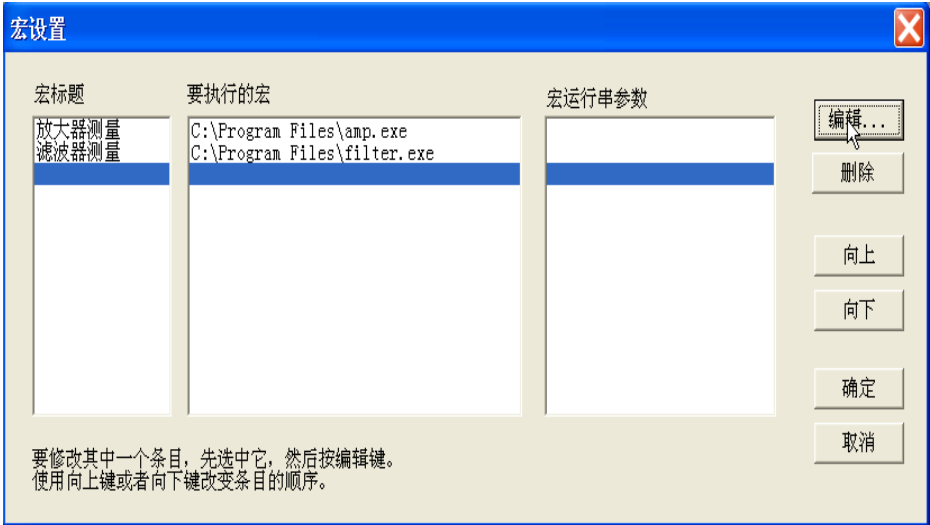 宏设置
宏标题
要执行的宏
宏运行串参数
放大器测量
C:\Program Files\amp.exe
滤波器测量
C:\Program Files\filter.exe
编辑...
删除
向上
向下
确定
取消
要修改其中一个条目，先选中它，然后按编辑键。
使用向上键或者向下键改变条目的顺序。